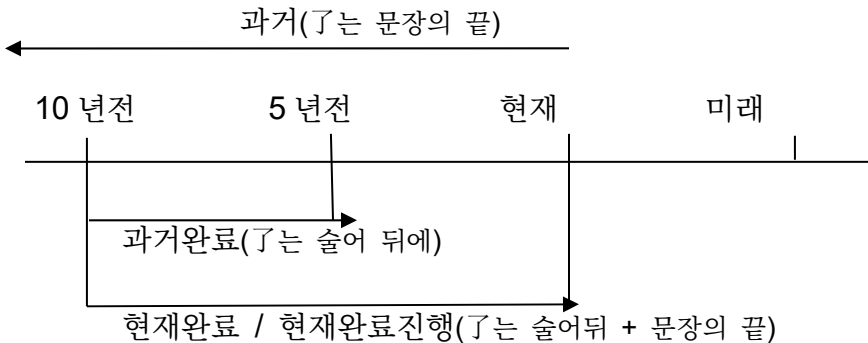 과거(了는 문장의 끝)
10 년전 5 년전 현재 미래
과거완료(了는 술어 뒤에)
현재완료 / 현재완료진행(了는 술어뒤 + 문장의 끝)